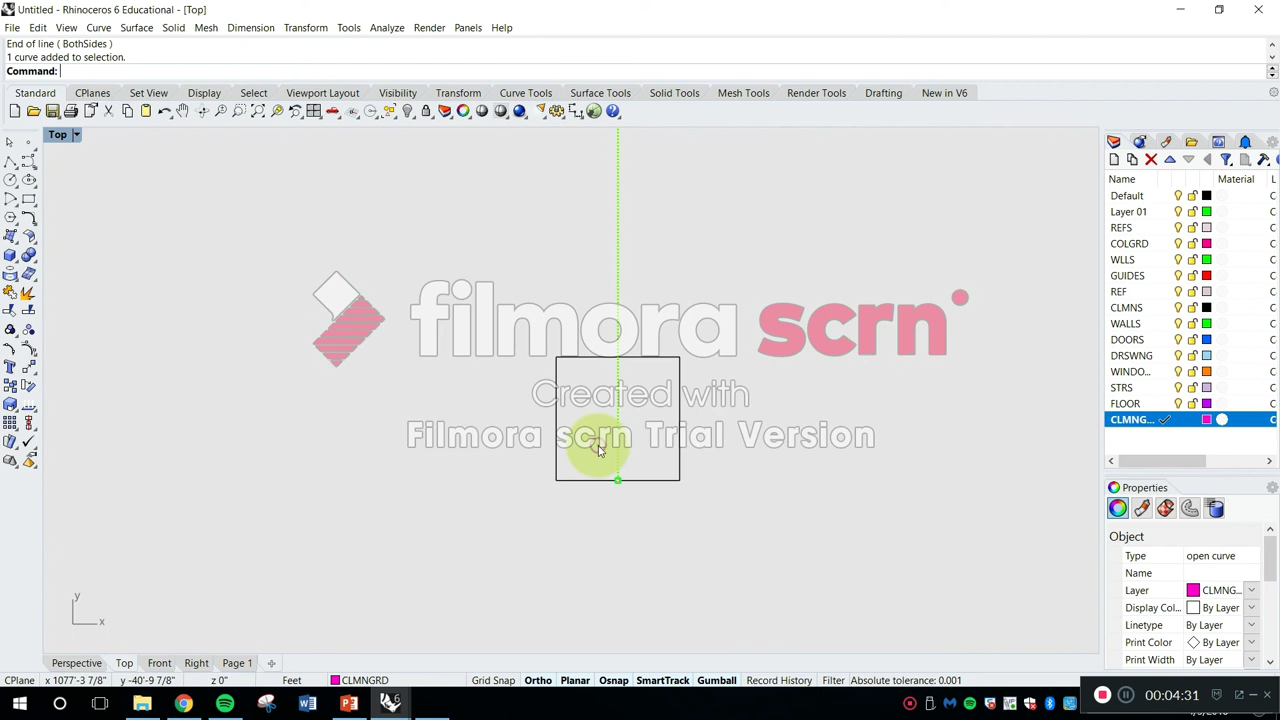 Untitled - Rhinoceros 6 Educational - [Top]
File Edit View Curve Surface Solid Mesh Dimension Transform Tools Analyze Render Panels Help
End of line ( BothSides )
1 curve added to selection.
Command:
Standard CPlanes Set View Display Select Viewport Layout Visibility Transform Curve Tools Surface Tools Solid Tools Mesh Tools Render Tools Drafting New in V6
Top
Name Material L
Default C
Layer 01 C
REFS C
COLGRD C
WLLS C
GUIDES C
REF C
CLMNS C
WALLS C
DOORS C
DRSWNG C
WINDO... C
STRS C
FLOOR C
CLMNG... C
filmora scrn
Created with
Filmora scrn Trial Version
Properties
Object
Type open curve
Name
Layer CLMNG...
Display Col... By Layer
Linetype By Layer
Print Color By Layer
Print Width By Layer
y
x
Perspective Top Front Right Page 1
CPlane x 1077'-3 7/8" y -40'-9 7/8" z 0" Feet CLMNGRD Grid Snap Ortho Planar Osnap SmartTrack Gumball Record History Filter Absolute tolerance: 0.001
00:04:31